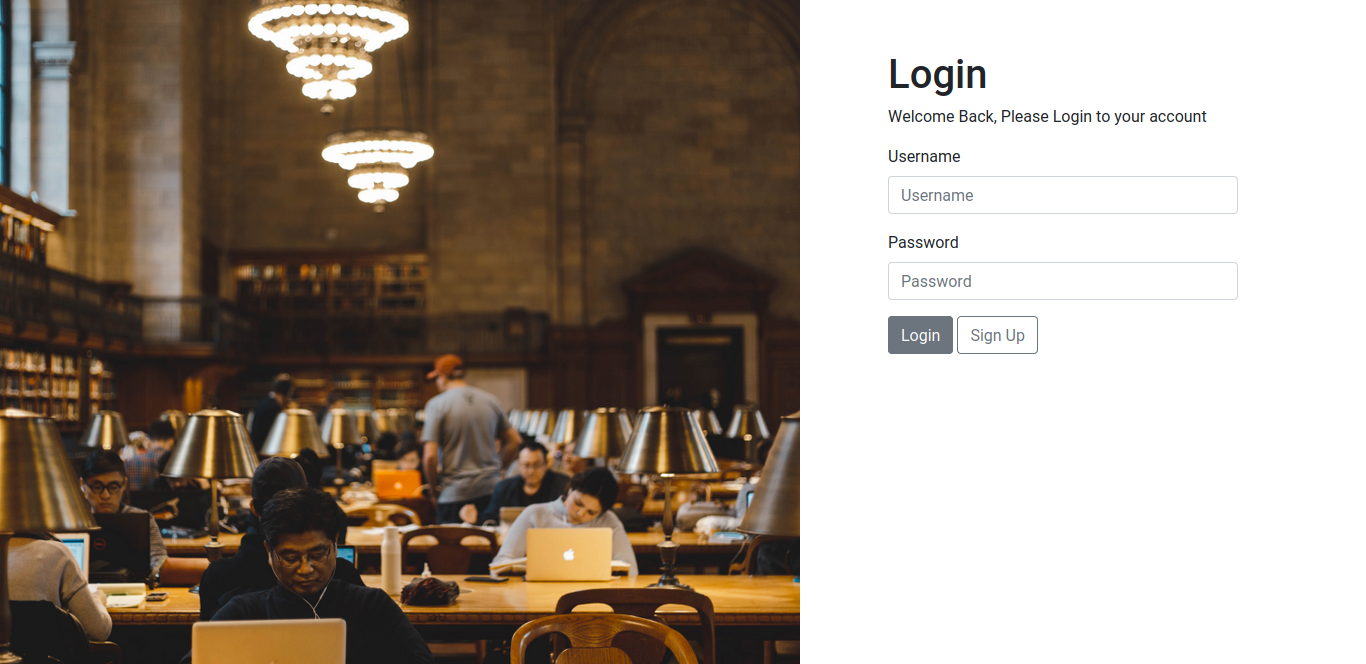 Login
Welcome Back, Please Login to your account
Username
Username
Password
Password
Login
Sign Up